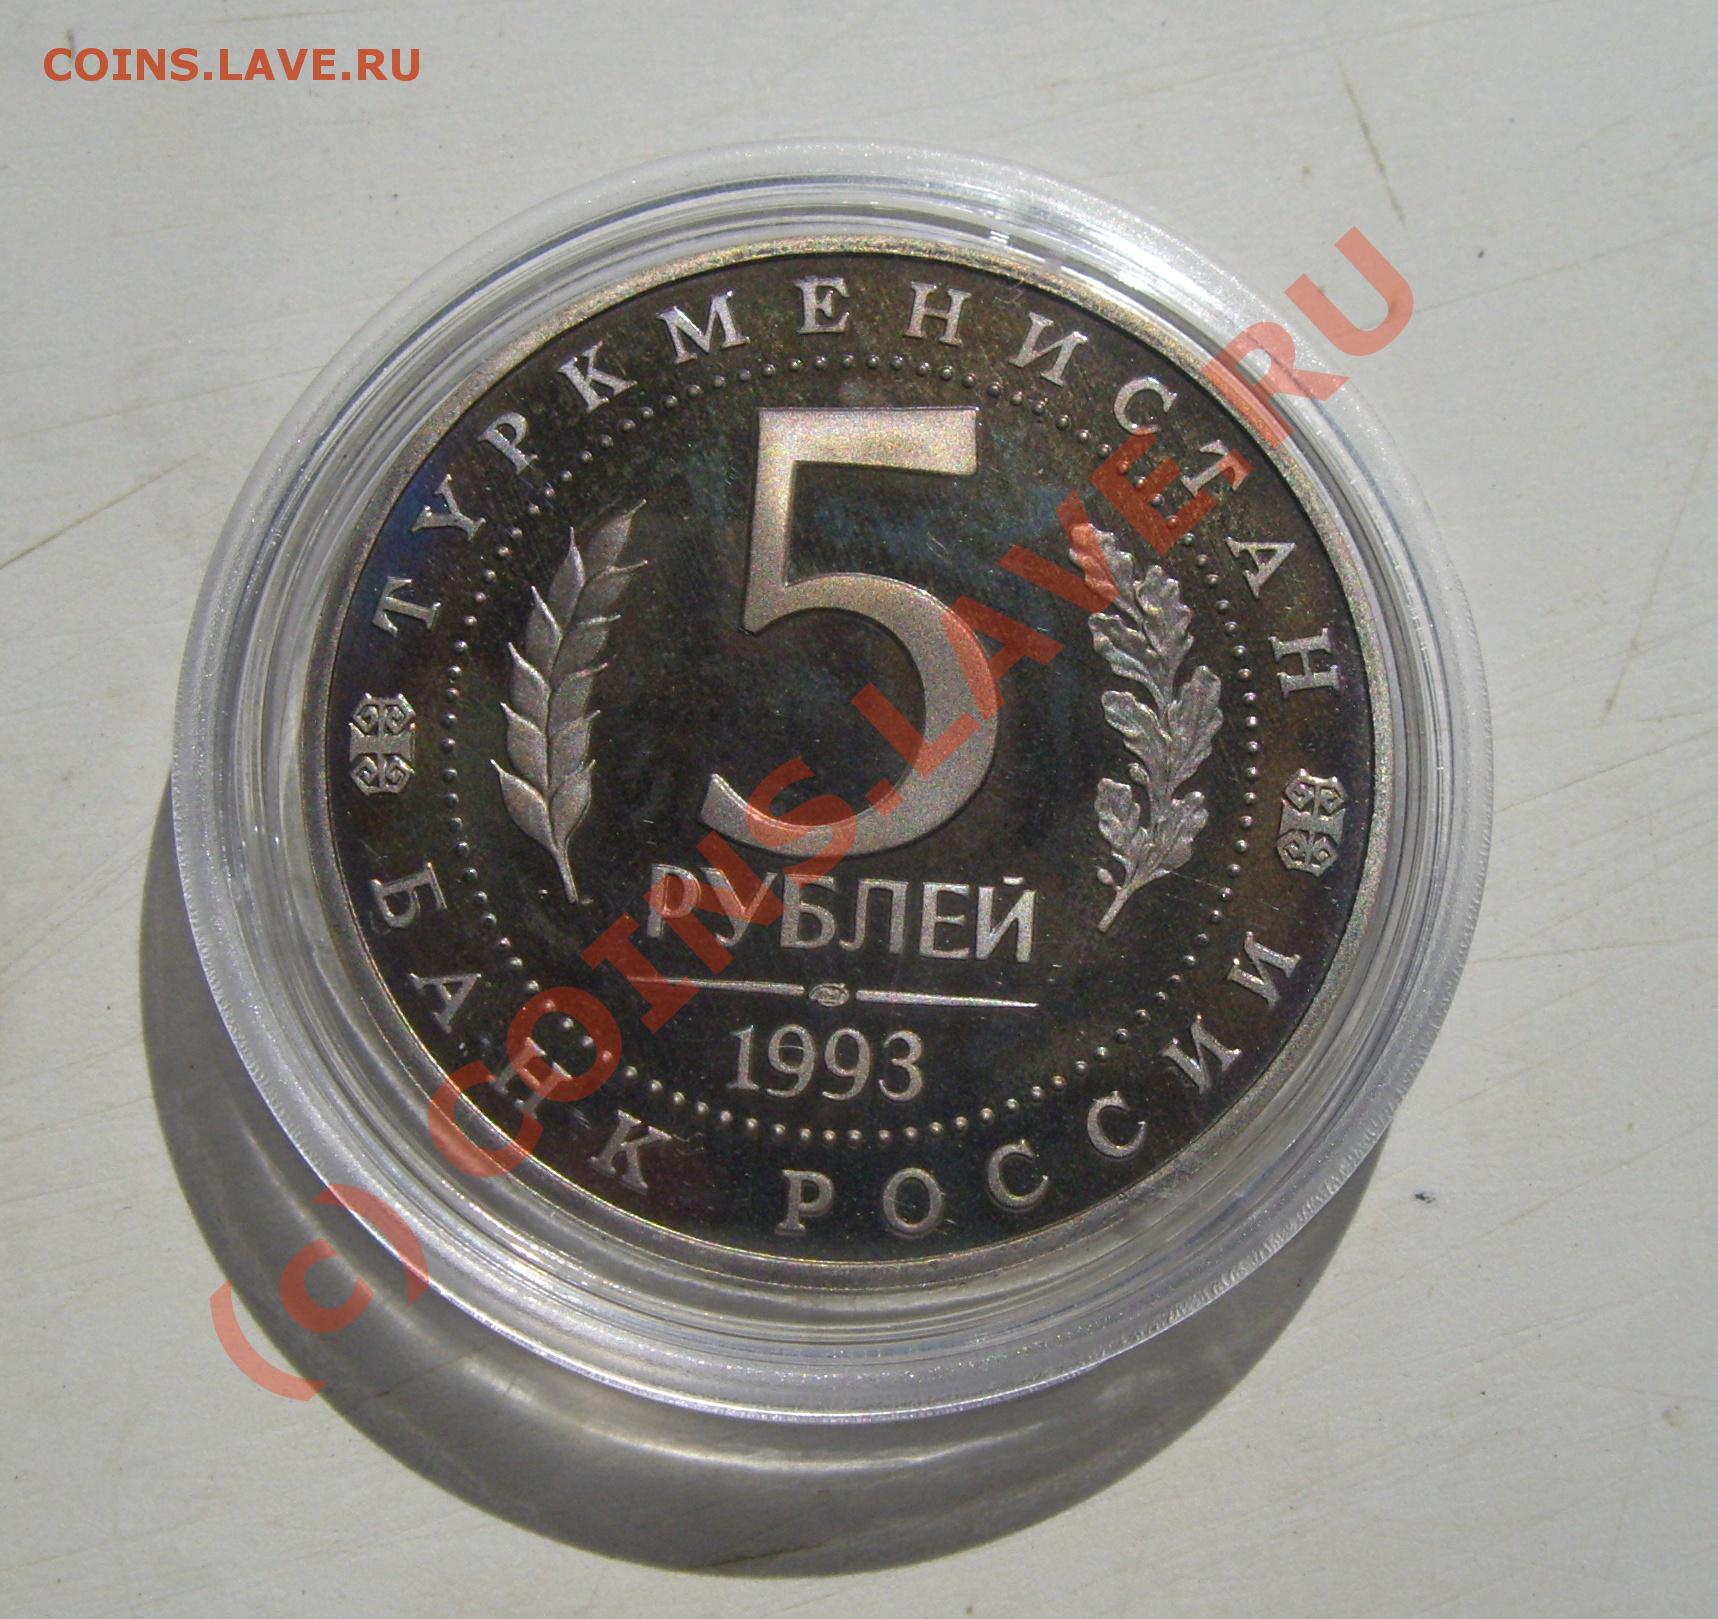 COINS.LAVE.RU
ТУРКМЕНИСТАН
5
РУБЛЕЙ
1993
БАНК РОССИИ
(c) COINS.LAVE.RU